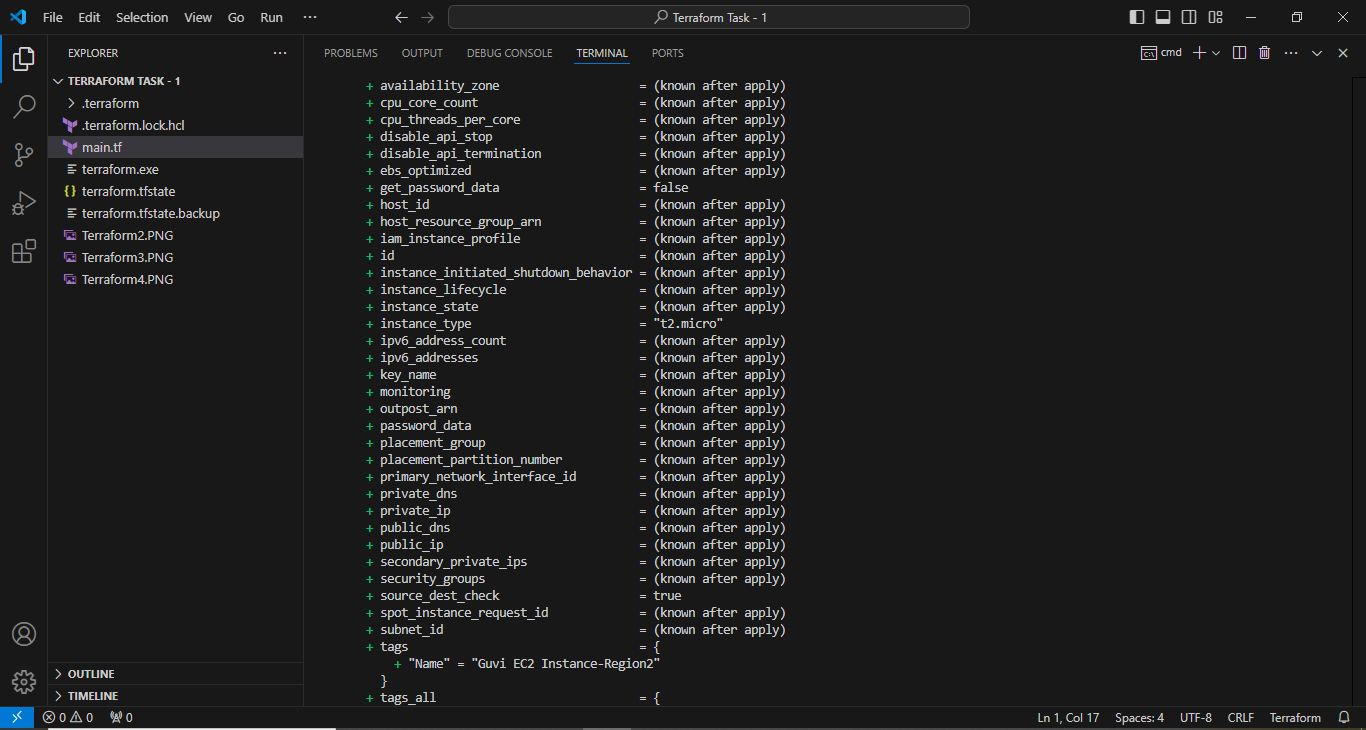 File Edit Selection View Go Run ··· Terraform Task - 1
EXPLORER ···
TERRAFORM TASK - 1
.terraform
.terraform.lock.hcl
main.tf
terraform.exe
terraform.tfstate
terraform.tfstate.backup
Terraform2.PNG
Terraform3.PNG
Terraform4.PNG
OUTLINE
TIMELINE
PROBLEMS OUTPUT DEBUG CONSOLE TERMINAL PORTS cmd
+ availability_zone = (known after apply)
+ cpu_core_count = (known after apply)
+ cpu_threads_per_core = (known after apply)
+ disable_api_stop = (known after apply)
+ disable_api_termination = (known after apply)
+ ebs_optimized = (known after apply)
+ get_password_data = false
+ host_id = (known after apply)
+ host_resource_group_arn = (known after apply)
+ iam_instance_profile = (known after apply)
+ id = (known after apply)
+ instance_initiated_shutdown_behavior = (known after apply)
+ instance_lifecycle = (known after apply)
+ instance_state = (known after apply)
+ instance_type = "t2.micro"
+ ipv6_address_count = (known after apply)
+ ipv6_addresses = (known after apply)
+ key_name = (known after apply)
+ monitoring = (known after apply)
+ outpost_arn = (known after apply)
+ password_data = (known after apply)
+ placement_group = (known after apply)
+ placement_partition_number = (known after apply)
+ primary_network_interface_id = (known after apply)
+ private_dns = (known after apply)
+ private_ip = (known after apply)
+ public_dns = (known after apply)
+ public_ip = (known after apply)
+ secondary_private_ips = (known after apply)
+ security_groups = (known after apply)
+ source_dest_check = true
+ spot_instance_request_id = (known after apply)
+ subnet_id = (known after apply)
+ tags = {
+ "Name" = "Guvi EC2 Instance-Region2"
}
+ tags_all = {
0 0 0 Ln 1, Col 17 Spaces: 4 UTF-8 CRLF Terraform